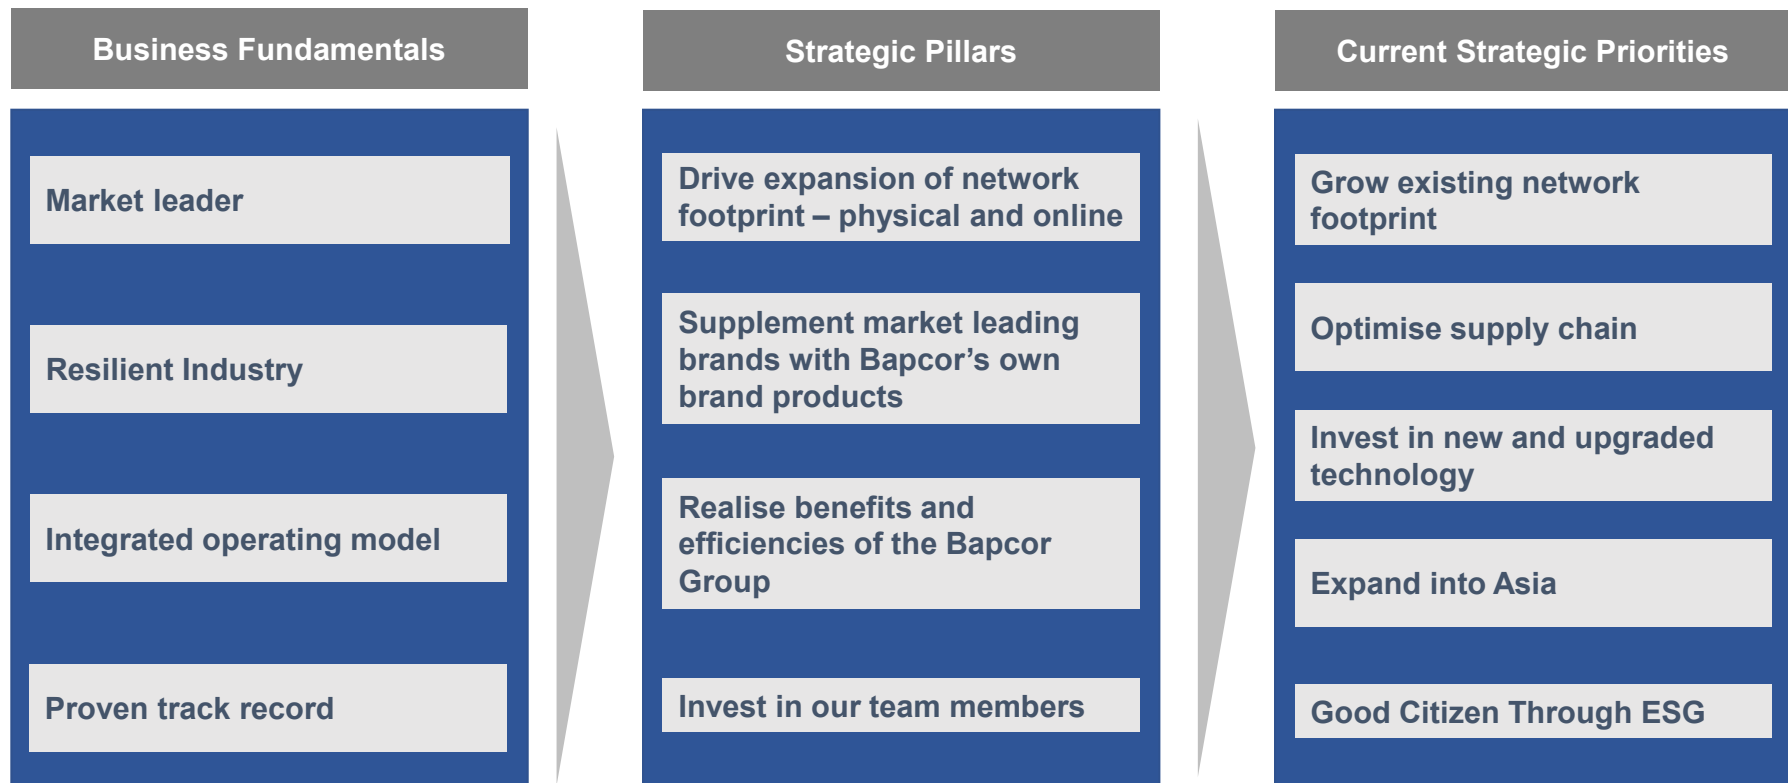 Business Fundamentals
Market leader
Resilient Industry
Integrated operating model
Proven track record
Strategic Pillars
Drive expansion of network
footprint – physical and online
Supplement market leading
brands with Bapcor’s own
brand products
Realise benefits and
efficiencies of the Bapcor
Group
Invest in our team members
Current Strategic Priorities
Grow existing network
footprint
Optimise supply chain
Invest in new and upgraded
technology
Expand into Asia
Good Citizen Through ESG